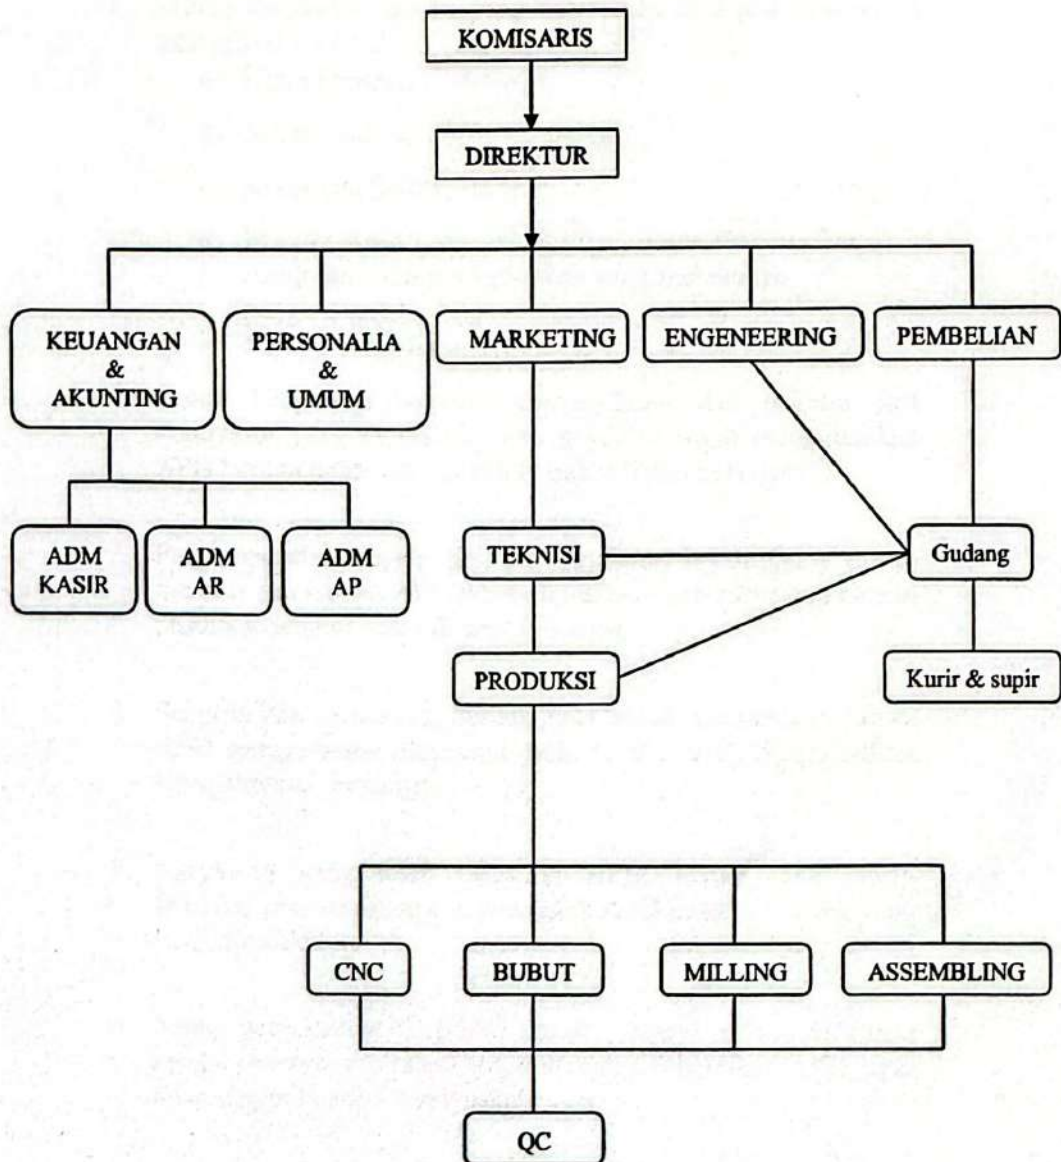 KOMISARIS
DIREKTUR
KEUANGAN
&
AKUNTING
PERSONALIA
&
UMUM
MARKETING
ENGENEERING
PEMBELIAN
ADM
KASIR
ADM
AR
ADM
AP
TEKNISI
Gudang
PRODUKSI
Kurir & supir
CNC
BUBUT
MILLING
ASSEMBLING
QC